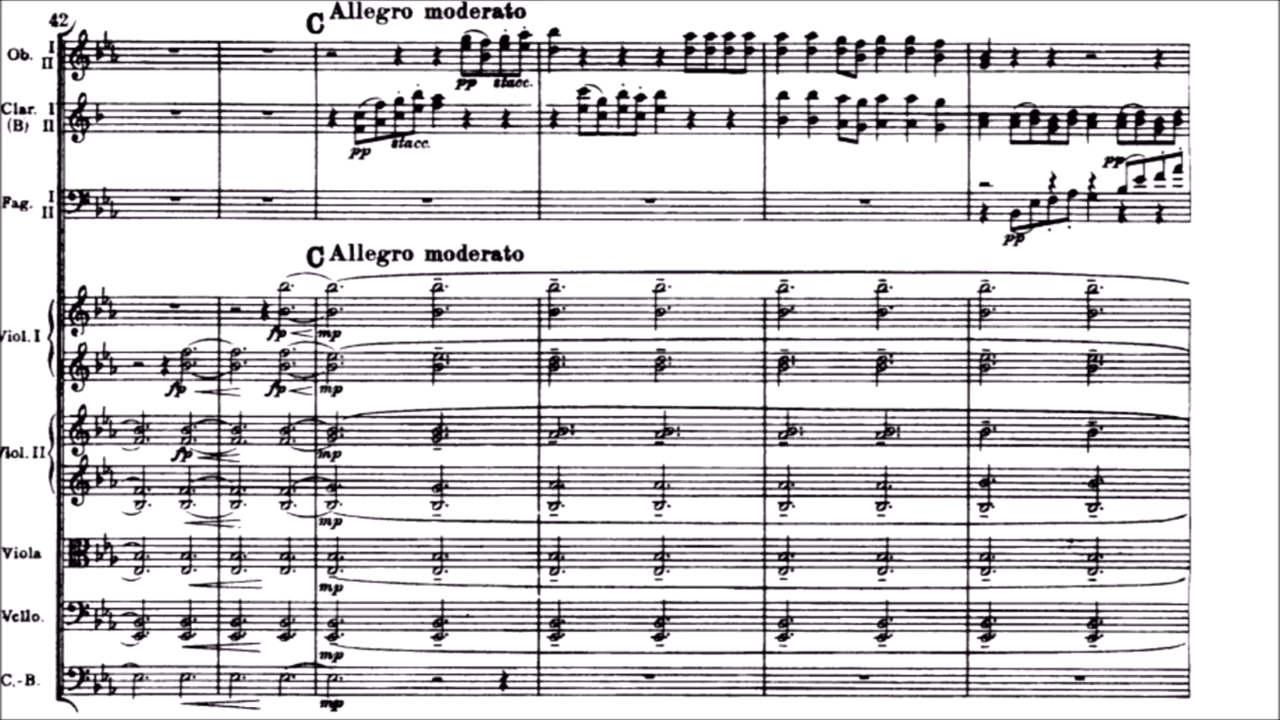 42
C Allegro moderato
Ob. I
II
pp stacc.
Clar. I
(B) II
pp stacc.
pp
Fag. I
II
pp
C Allegro moderato
Viol. I
fp mp
fp fp mp
Viol. II
fp mp
mp
Viola
mp
Vcllo.
mp
C.-B.
mp